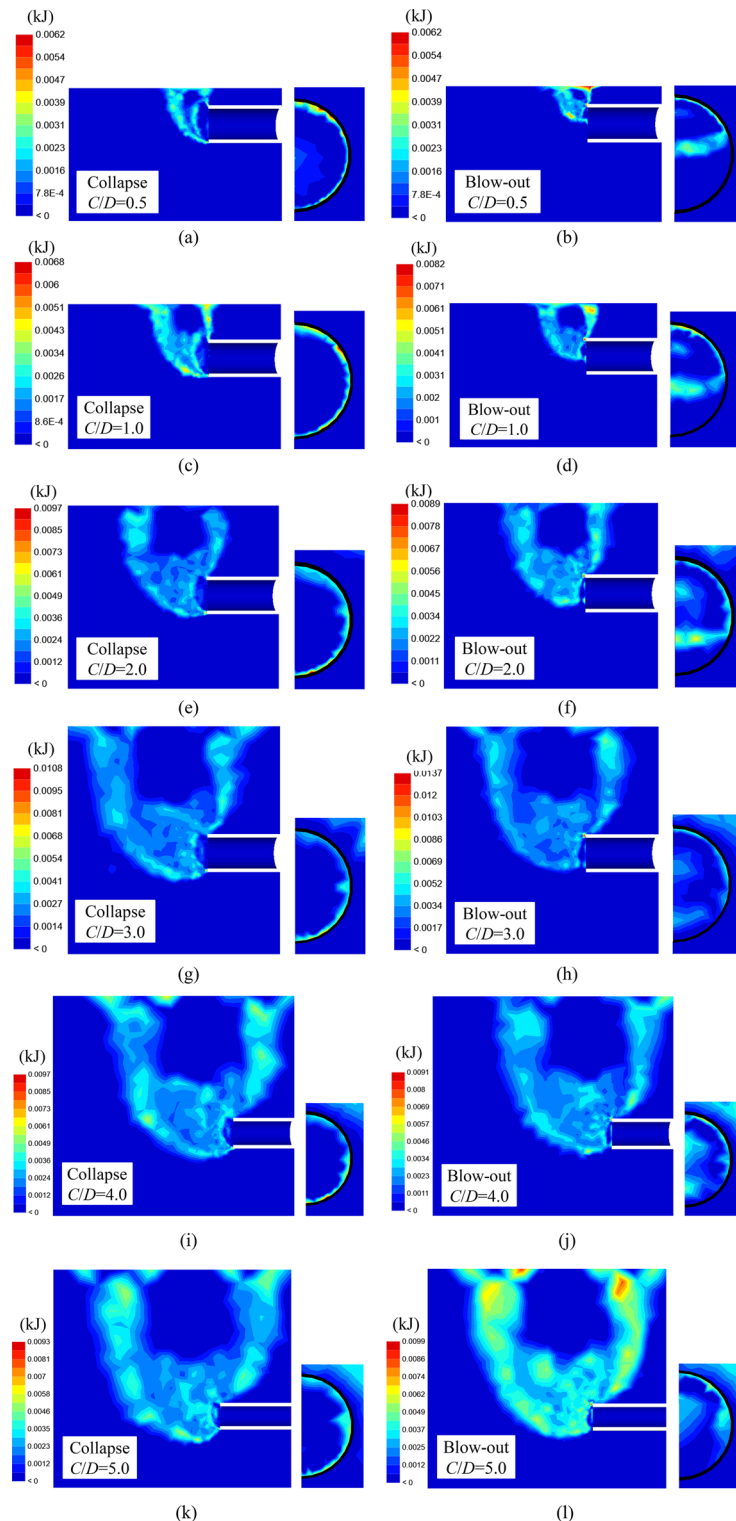 (kJ)
0.0062
0.0054
0.0047
0.0039
0.0031
0.0023
0.0016
7.8E-4
< 0
Collapse
C/D=0.5
(a)
(kJ)
0.0062
0.0054
0.0047
0.0039
0.0031
0.0023
0.0016
7.8E-4
< 0
Blow-out
C/D=0.5
(b)
(kJ)
0.0068
0.006
0.0051
0.0043
0.0034
0.0026
0.0017
8.6E-4
< 0
Collapse
C/D=1.0
(c)
(kJ)
0.0082
0.0071
0.0061
0.0051
0.0041
0.0031
0.002
0.001
< 0
Blow-out
C/D=1.0
(d)
(kJ)
0.0097
0.0085
0.0073
0.0061
0.0048
0.0036
0.0024
0.0012
< 0
Collapse
C/D=2.0
(e)
(kJ)
0.0089
0.0078
0.0067
0.0056
0.0045
0.0033
0.0022
0.0011
< 0
Blow-out
C/D=2.0
(f)
(kJ)
0.0108
0.0095
0.0081
0.0068
0.0054
0.0041
0.0027
0.0014
< 0
Collapse
C/D=3.0
(g)
(kJ)
0.0137
0.012
0.0103
0.0086
0.0069
0.0052
0.0034
0.0017
< 0
Blow-out
C/D=3.0
(h)
(kJ)
0.0097
0.0085
0.0073
0.0061
0.0048
0.0036
0.0024
0.0012
< 0
Collapse
C/D=4.0
(i)
(kJ)
0.0091
0.008
0.0069
0.0057
0.0046
0.0034
0.0023
0.0011
< 0
Blow-out
C/D=4.0
(j)
(kJ)
0.0093
0.0081
0.007
0.0058
0.0047
0.0035
0.0023
0.0012
< 0
Collapse
C/D=5.0
(k)
(kJ)
0.0099
0.0086
0.0074
0.0062
0.0049
0.0037
0.0025
0.0012
< 0
Blow-out
C/D=5.0
(l)